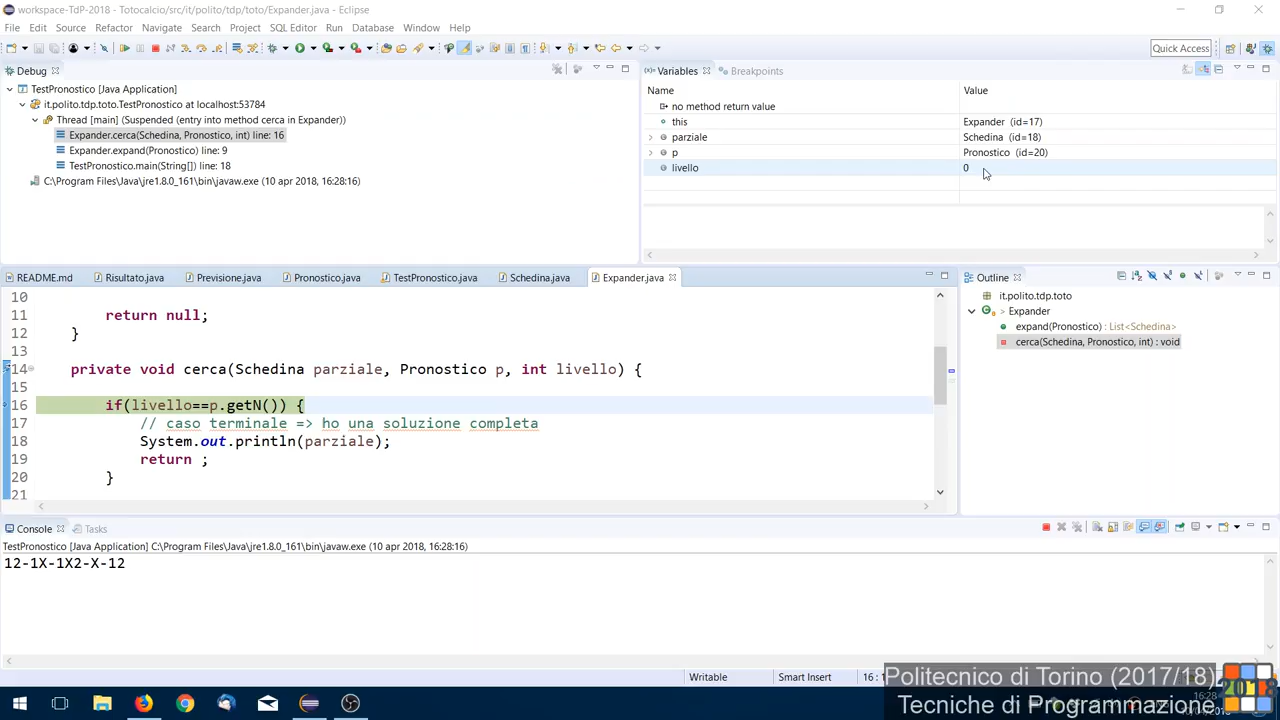 workspace-TdP-2018 - Totocalcio/src/it/polito/tdp/toto/Expander.java - Eclipse
File Edit Source Refactor Navigate Search Project SQL Editor Run Database Window Help
Quick Access
Debug
TestPronostico [Java Application]
it.polito.tdp.toto.TestPronostico at localhost:53784
Thread [main] (Suspended (entry into method cerca in Expander))
Expander.cerca(Schedina, Pronostico, int) line: 16
Expander.expand(Pronostico) line: 9
TestPronostico.main(String[]) line: 18
C:\Program Files\Java\jre1.8.0_161\bin\javaw.exe (10 apr 2018, 16:28:16)
Variables Breakpoints
Name Value
no method return value
this Expander (id=17)
parziale Schedina (id=18)
p Pronostico (id=20)
livello 0
README.md Risultato.java Previsione.java Pronostico.java TestPronostico.java Schedina.java Expander.java
10
11 return null;
12 }
13
14 private void cerca(Schedina parziale, Pronostico p, int livello) {
15
16 if(livello==p.getN()) {
17 // caso terminale => ho una soluzione completa
18 System.out.println(parziale);
19 return ;
20 }
21
Outline
it.polito.tdp.toto
Expander
expand(Pronostico) : List<Schedina>
cerca(Schedina, Pronostico, int) : void
Console Tasks
TestPronostico [Java Application] C:\Program Files\Java\jre1.8.0_161\bin\javaw.exe (10 apr 2018, 16:28:16)
12-1X-1X2-X-12
Writable Smart Insert 16 : 1
Politecnico di Torino (2017/18)
Tecniche di Programmazione
2018
16:28